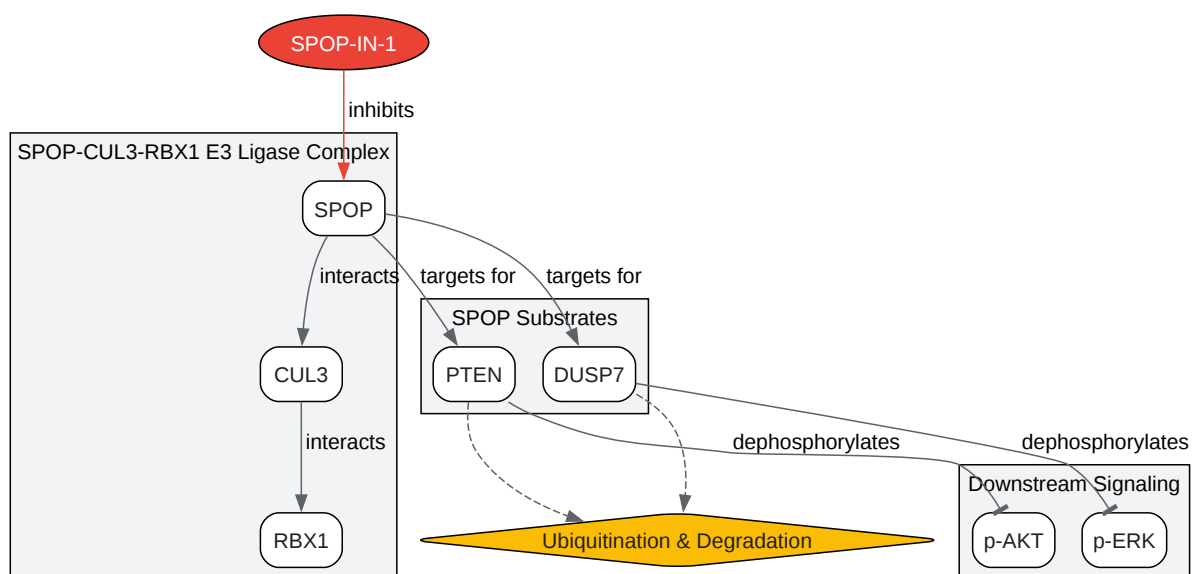 SPOP-IN-1
inhibits
SPOP-CUL3-RBX1 E3 Ligase Complex
SPOP
interacts
targets for
targets for
SPOP Substrates
CUL3
PTEN
DUSP7
interacts
dephosphorylates
dephosphorylates
Downstream Signaling
RBX1
Ubiquitination & Degradation
p-AKT
p-ERK